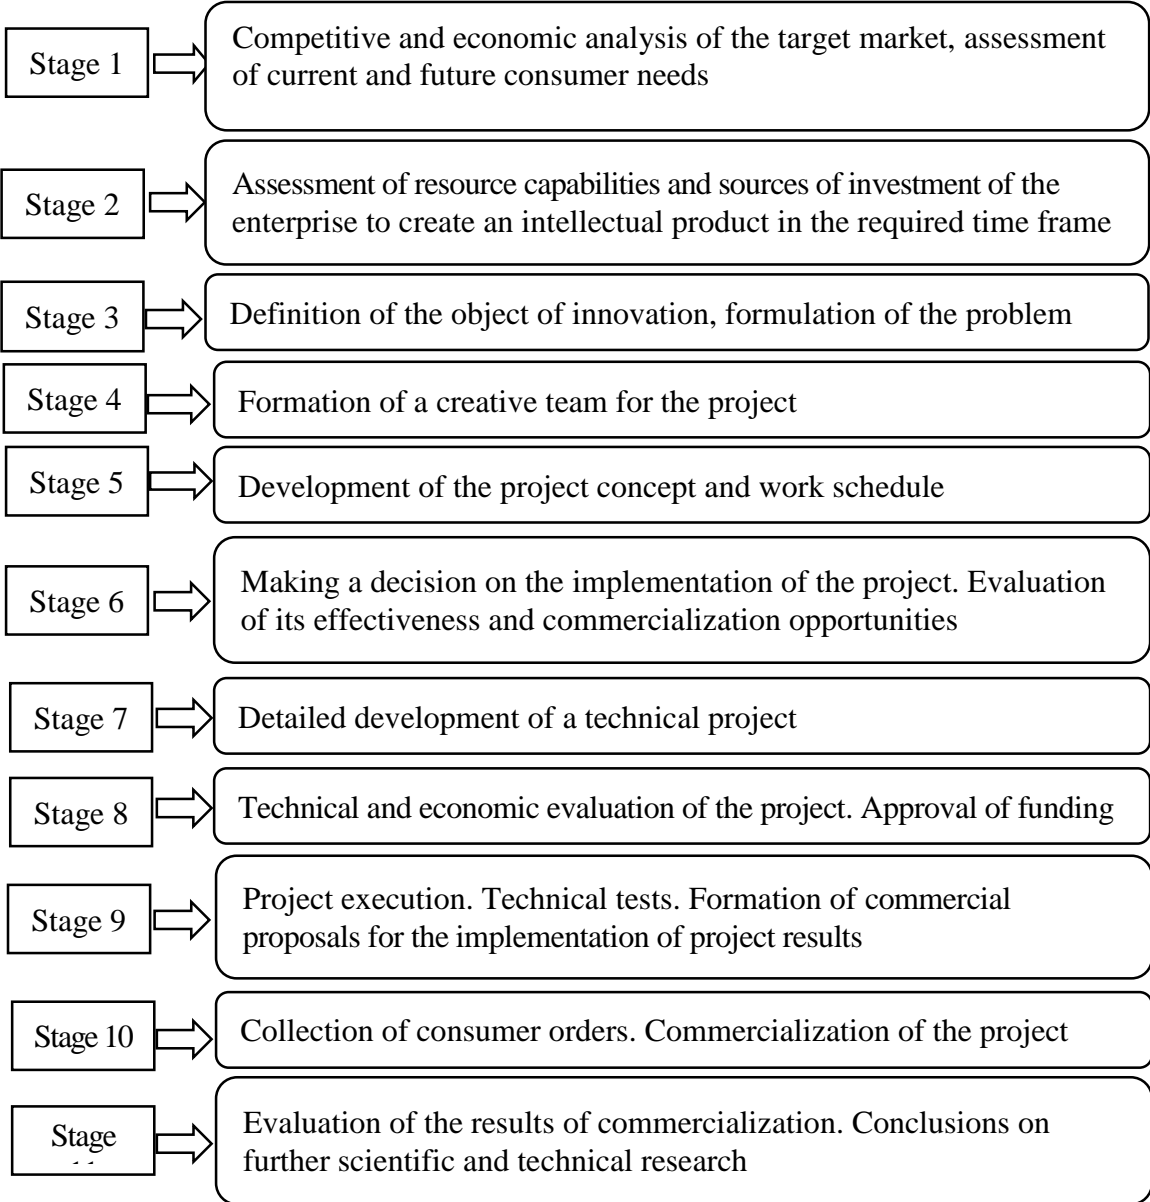 Stage 1
Competitive and economic analysis of the target market, assessment
of current and future consumer needs
Stage 2
Assessment of resource capabilities and sources of investment of the
enterprise to create an intellectual product in the required time frame
Stage 3
Definition of the object of innovation, formulation of the problem
Stage 4
Formation of a creative team for the project
Stage 5
Development of the project concept and work schedule
Stage 6
Making a decision on the implementation of the project. Evaluation
of its effectiveness and commercialization opportunities
Stage 7
Detailed development of a technical project
Stage 8
Technical and economic evaluation of the project. Approval of funding
Stage 9
Project execution. Technical tests. Formation of commercial
proposals for the implementation of project results
Stage 10
Collection of consumer orders. Commercialization of the project
Stage
Evaluation of the results of commercialization. Conclusions on
further scientific and technical research